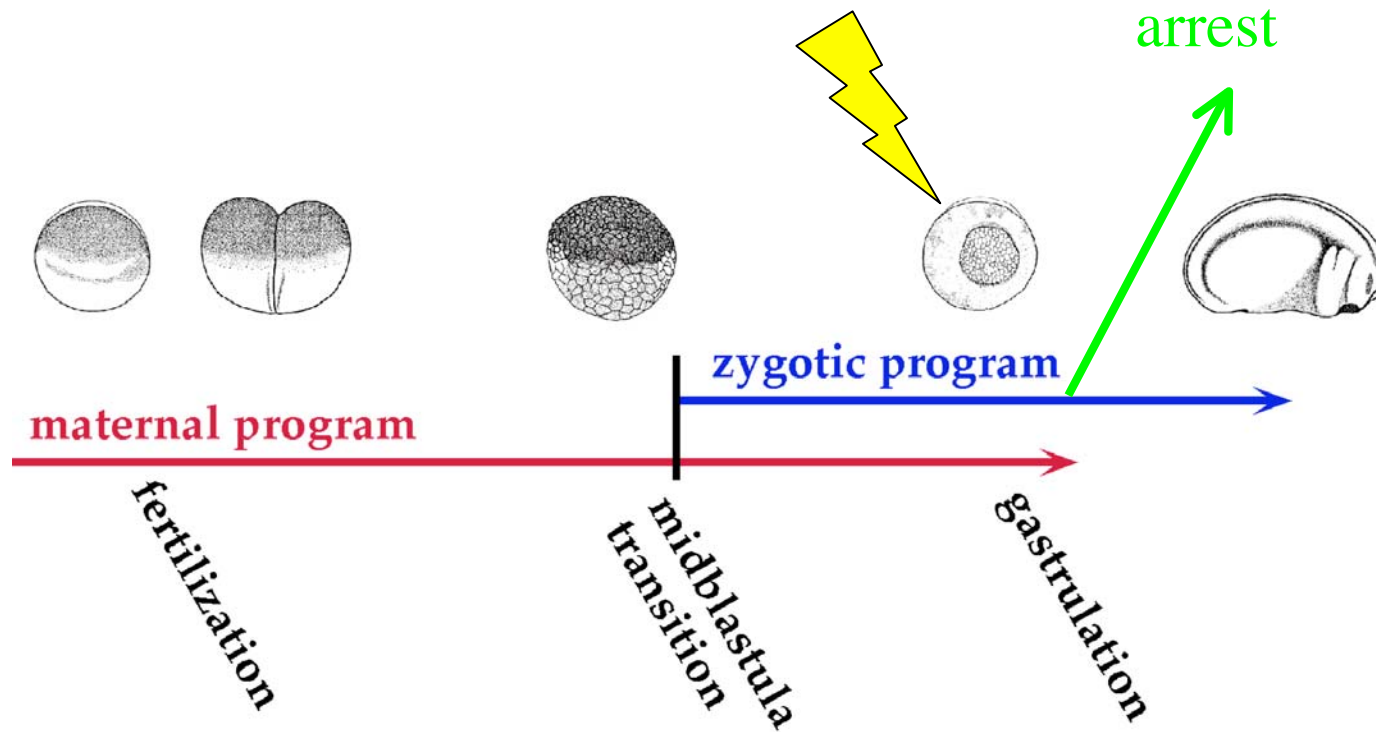 arrest
zygotic program
maternal program
fertilization
midblastula
transition
gastrulation